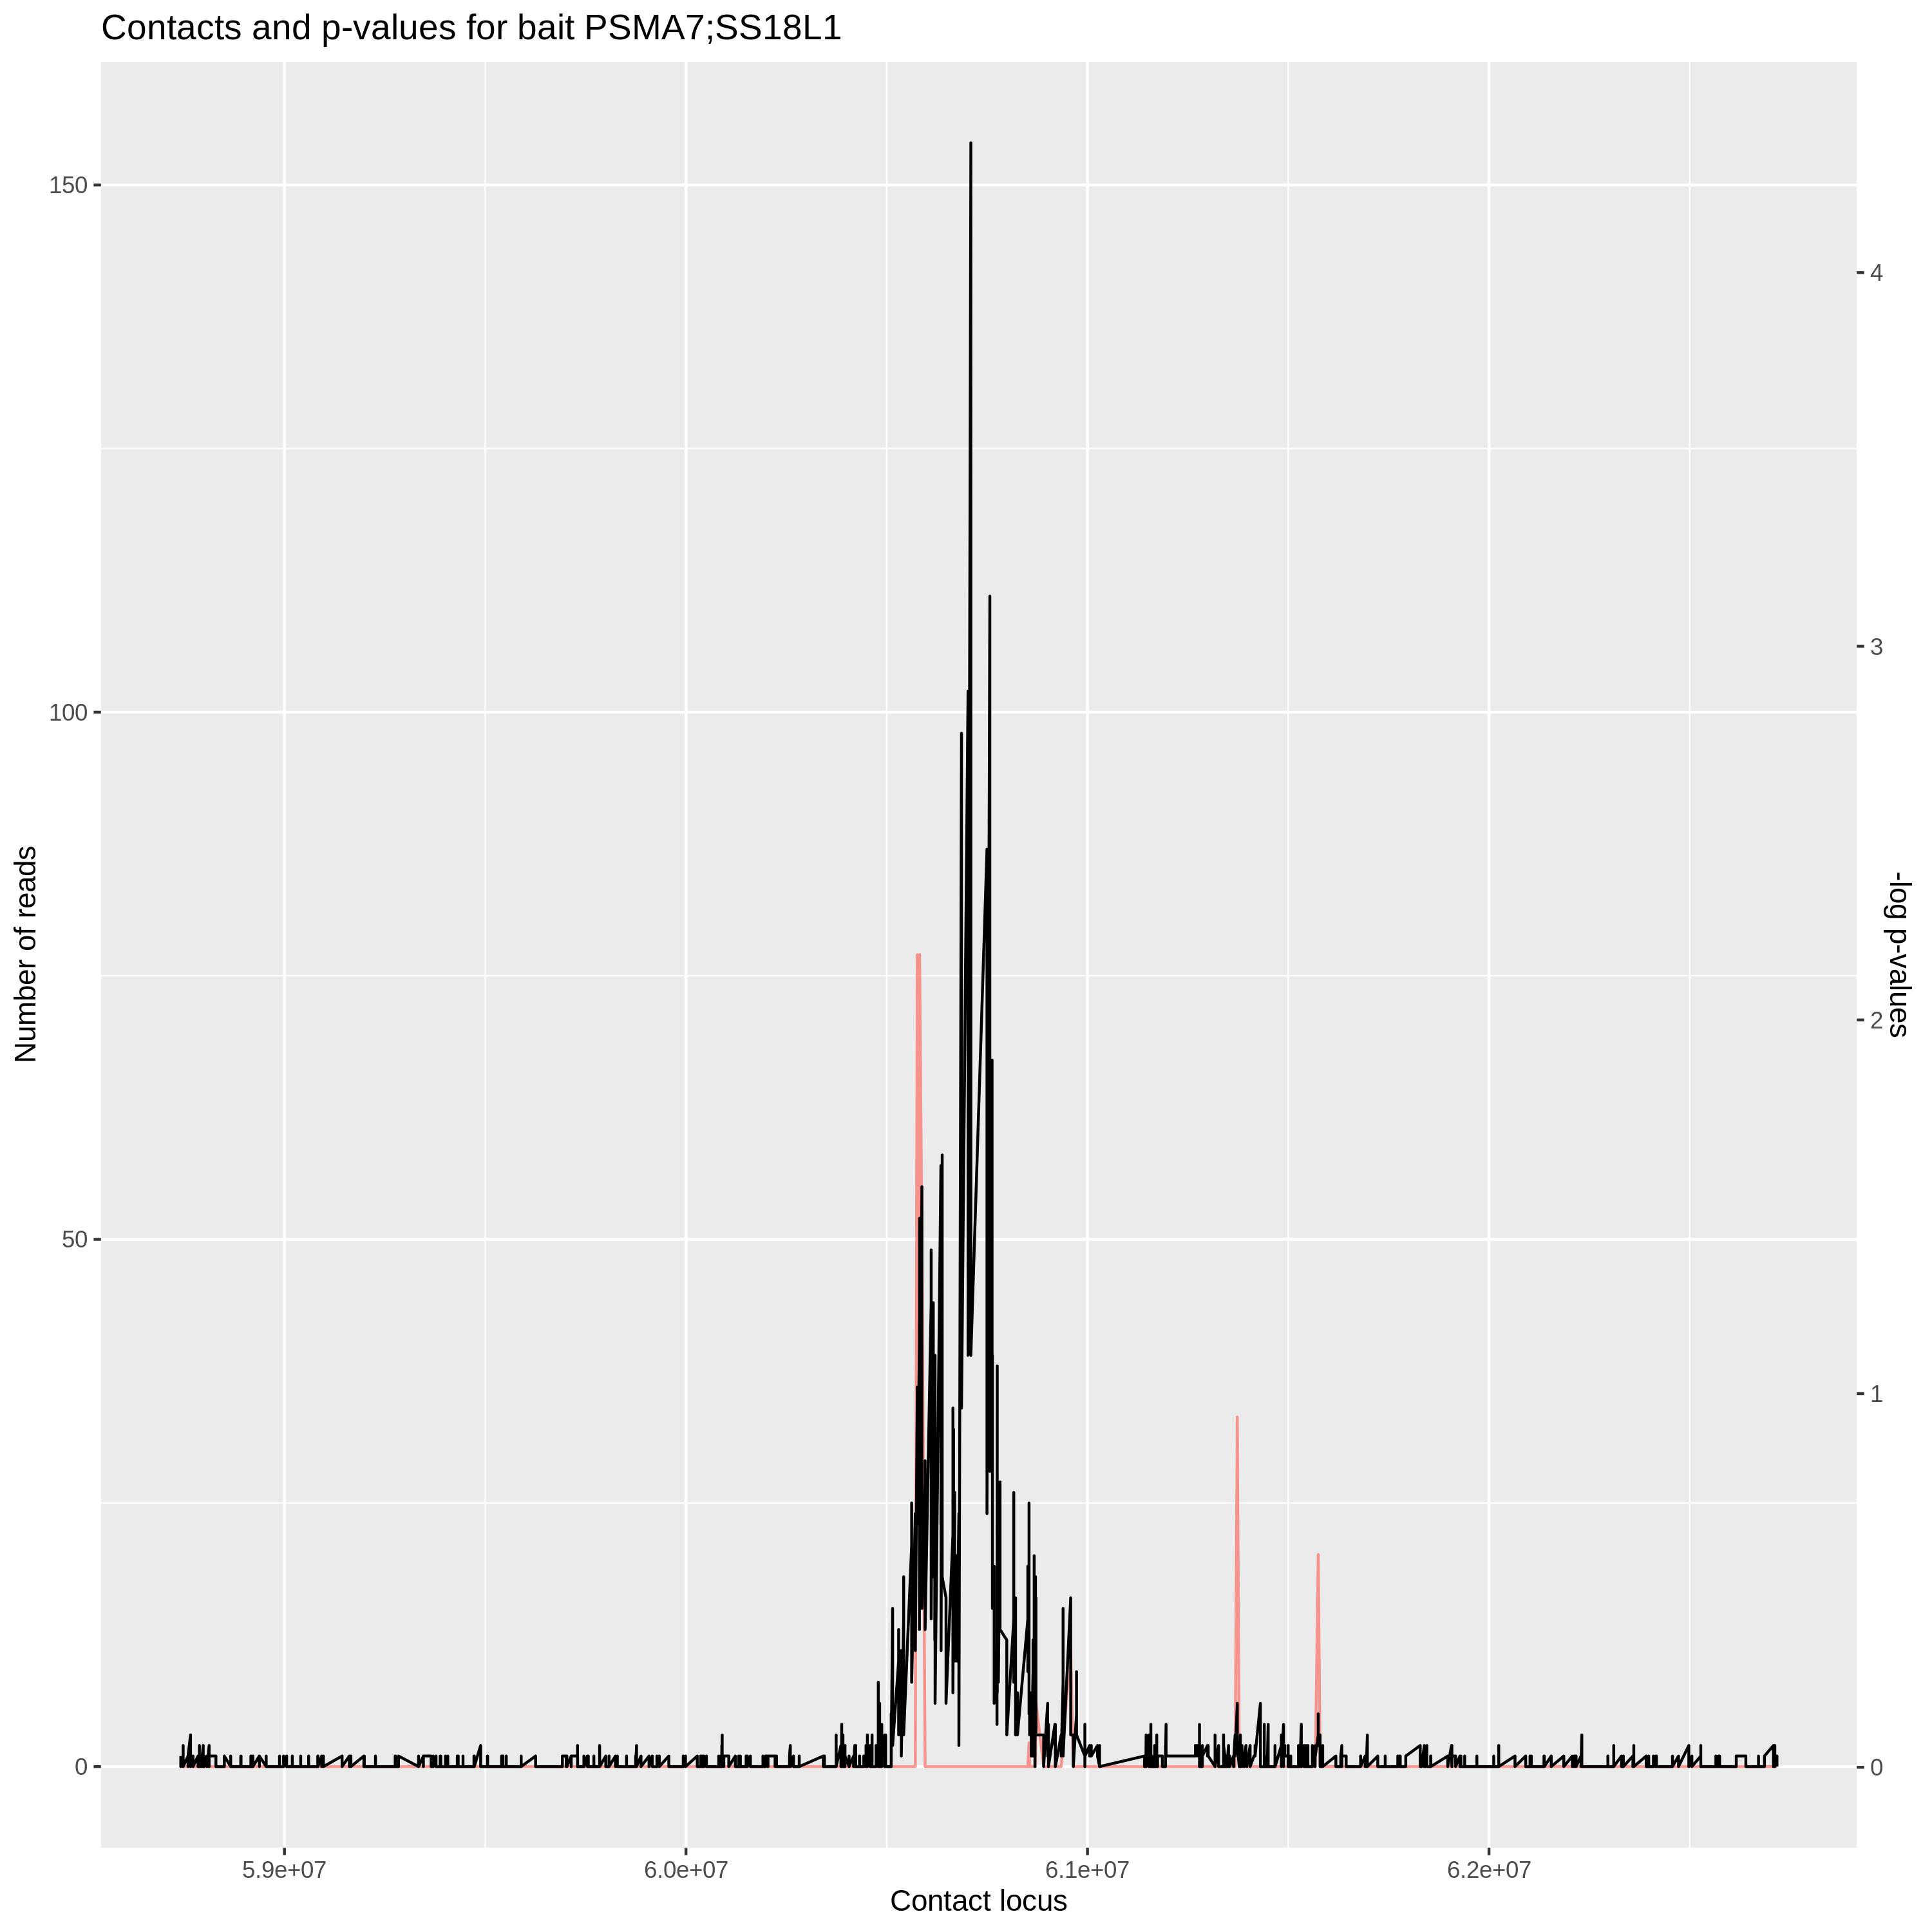 Contacts and p-values for bait PSMA7;SS18L1
150
100
50
0
Number of reads
4
3
2
1
0
-log p-values
5.9e+07
6.0e+07
6.1e+07
6.2e+07
Contact locus